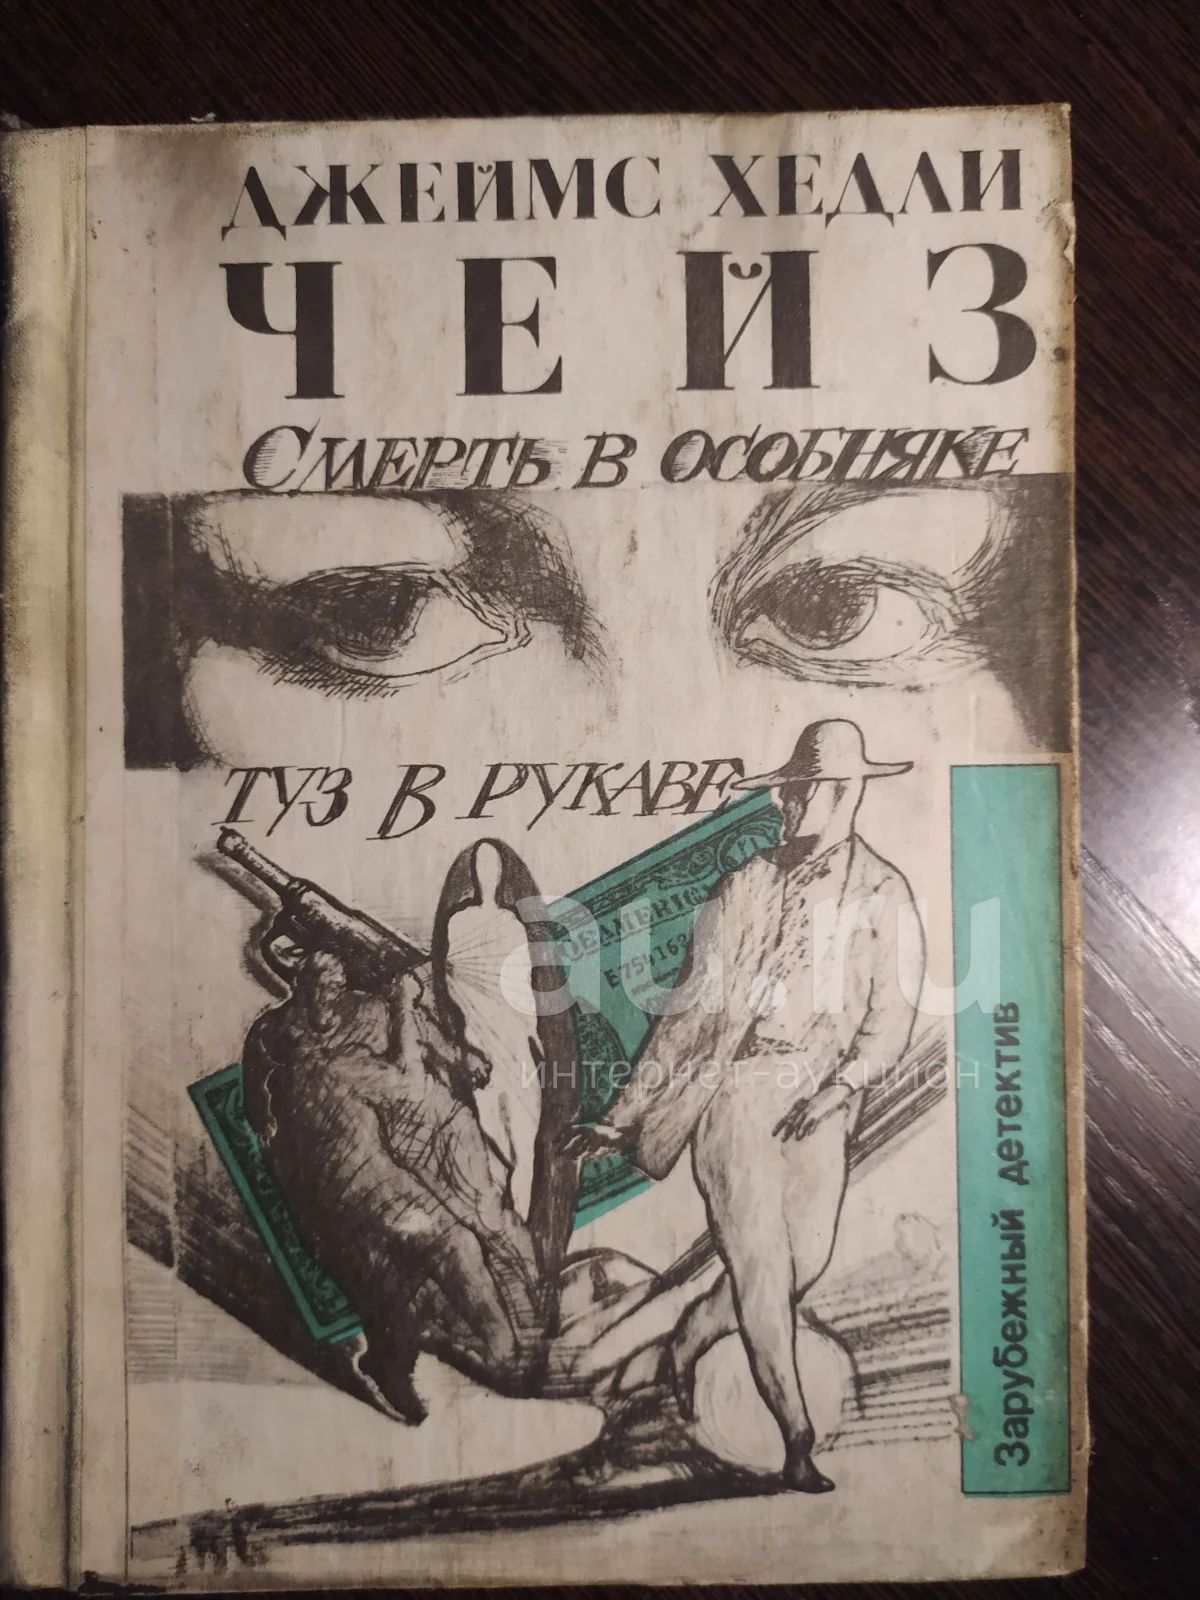 ДЖЕЙМС ХЕДЛИ
ЧЕЙЗ
СМЕРТЬ В ОСОБНЯКЕ
ТУЗ В РУКАВЕ
au.ru
интернет-аукцион
Зарубежный детектив